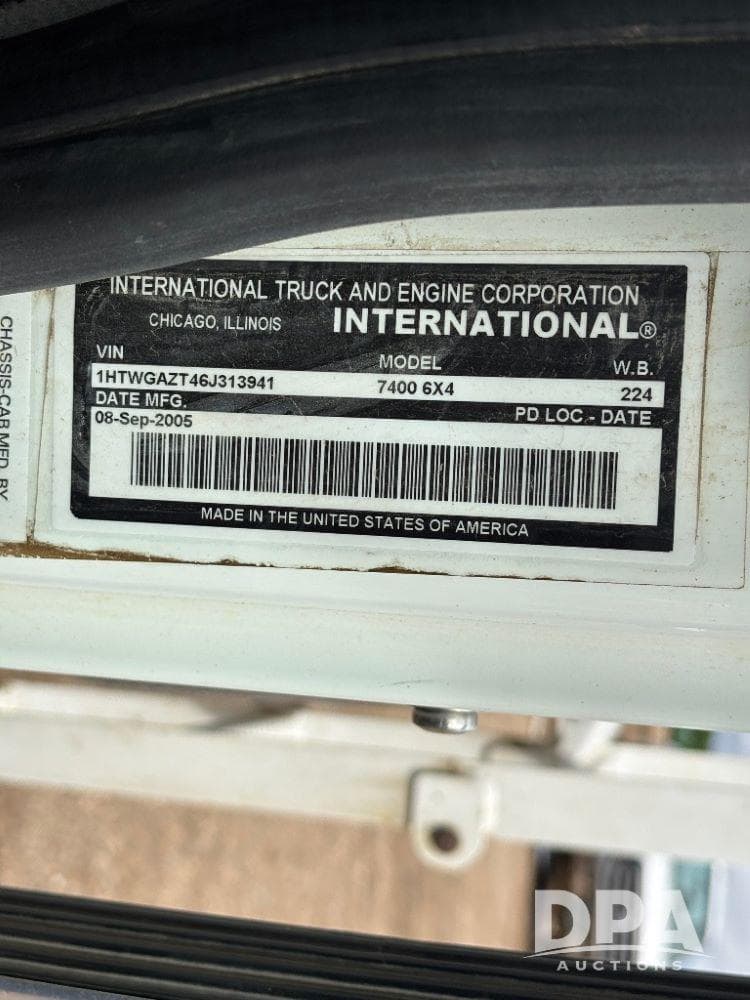 INTERNATIONAL TRUCK AND ENGINE CORPORATION
CHICAGO, ILLINOIS INTERNATIONAL®
VIN MODEL W.B.
1HTWGAZT46J313941 7400 6X4 224
DATE MFG. PD LOC - DATE
08-Sep-2005
MADE IN THE UNITED STATES OF AMERICA
CHASSIS-CAB MFD. BY
DPA
AUCTIONS